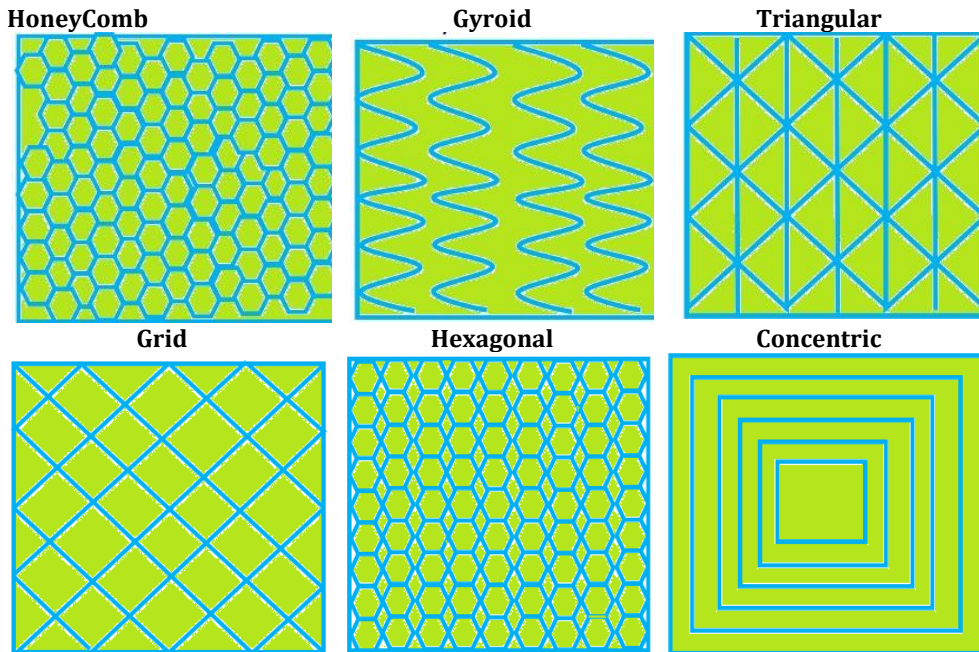 HoneyComb
Gyroid
Triangular
Grid
Hexagonal
Concentric